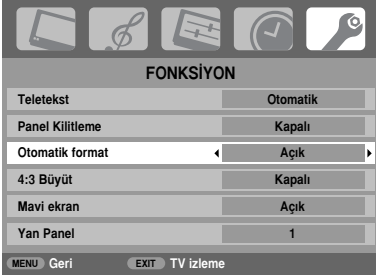 FONKSİYON
Teletekst Otomatik
Panel Kilitleme Kapalı
Otomatik format Açık
4:3 Büyüt Kapalı
Mavi ekran Açık
Yan Panel 1
MENU Geri EXIT TV izleme